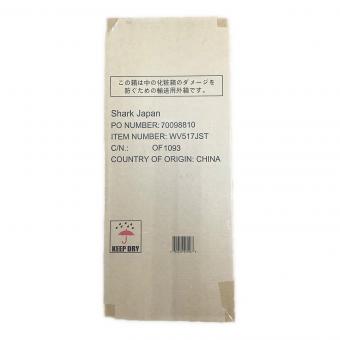 この箱は中の化粧箱のダメージを
防ぐための輸送用外箱です。
Shark Japan
PO NUMBER: 70098810
ITEM NUMBER: WV517JST
C/N.: OF1093
COUNTRY OF ORIGIN: CHINA
KEEP DRY